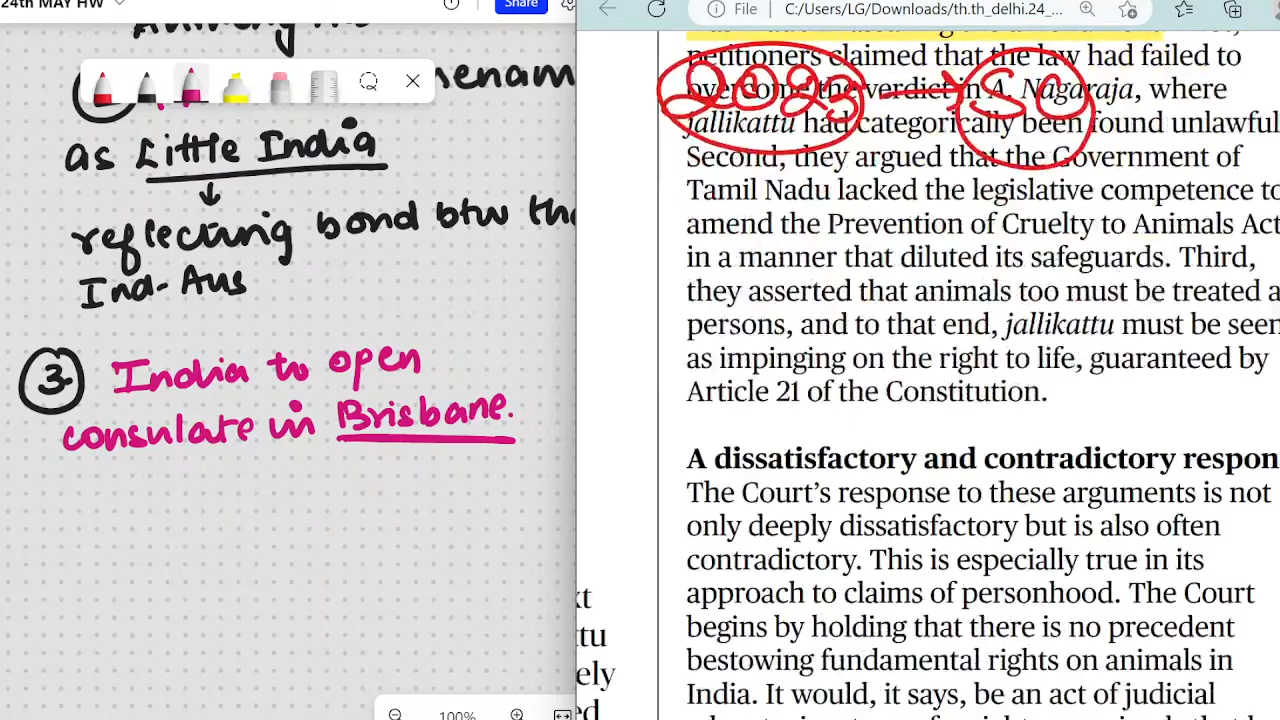 24th MAY HW
Share
as Little India
reflecting bond btw the
Ind-Aus
3. India to open
consulate in Brisbane.
100%
File
C:/Users/LG/Downloads/th.th_delhi.24_...
petitioners claimed that the law had failed to
overcome the verdict in A. Nagaraja, where
jallikattu had categorically been found unlawful
Second, they argued that the Government of
Tamil Nadu lacked the legislative competence to
amend the Prevention of Cruelty to Animals Act
in a manner that diluted its safeguards. Third,
they asserted that animals too must be treated a
persons, and to that end, jallikattu must be seen
as impinging on the right to life, guaranteed by
Article 21 of the Constitution.
2023 → SC
A dissatisfactory and contradictory respon
The Court's response to these arguments is not
only deeply dissatisfactory but is also often
contradictory. This is especially true in its
approach to claims of personhood. The Court
begins by holding that there is no precedent
bestowing fundamental rights on animals in
India. It would, it says, be an act of judicial
xt
ttu
ely
ed